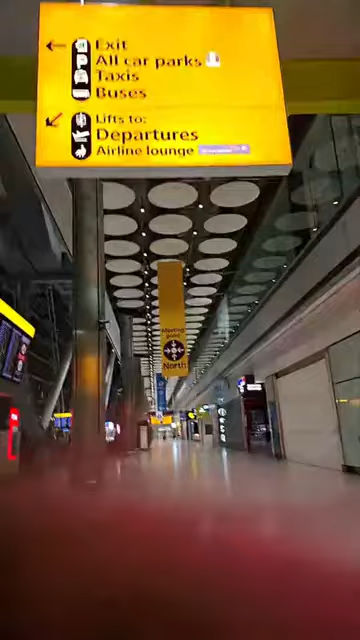 Exit
All car parks
Taxis
Buses
Lifts to:
Departures
Airline lounge
Meeting
point
North